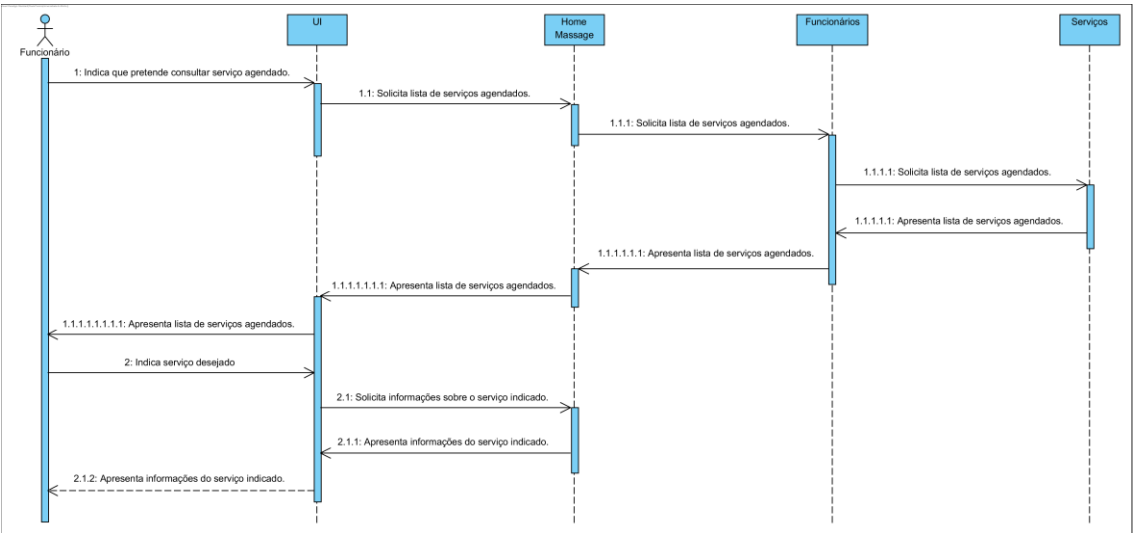 UI
Home
Massage
Funcionários
Serviços
Funcionário
1: Indica que pretende consultar serviço agendado.
1.1: Solicita lista de serviços agendados.
1.1.1: Solicita lista de serviços agendados.
1.1.1.1: Solicita lista de serviços agendados.
1.1.1.1.1: Apresenta lista de serviços agendados.
1.1.1.1.1.1: Apresenta lista de serviços agendados.
1.1.1.1.1.1.1: Apresenta lista de serviços agendados.
1.1.1.1.1.1.1.1: Apresenta lista de serviços agendados.
2: Indica serviço desejado
2.1: Solicita informações sobre o serviço indicado.
2.1.1: Apresenta informações do serviço indicado.
2.1.2: Apresenta informações do serviço indicado.